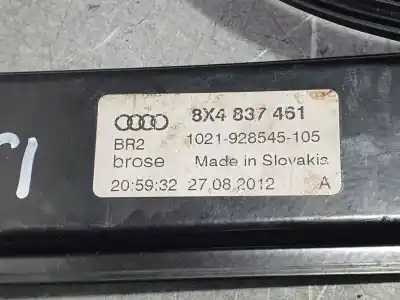 8X4 837 461
BR2 1021-928545-105
brose Made in Slovakia
20:59:32 27.08.2012 A